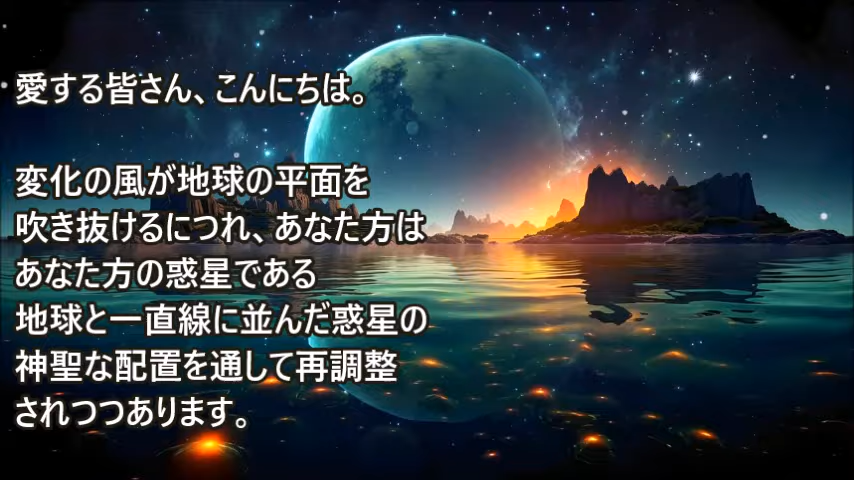 愛する皆さん、こんにちは。
変化の風が地球の平面を
吹き抜けるにつれ、あなた方は
あなた方の惑星である
地球と一直線に並んだ惑星の
神聖な配置を通して再調整
されつつあります。